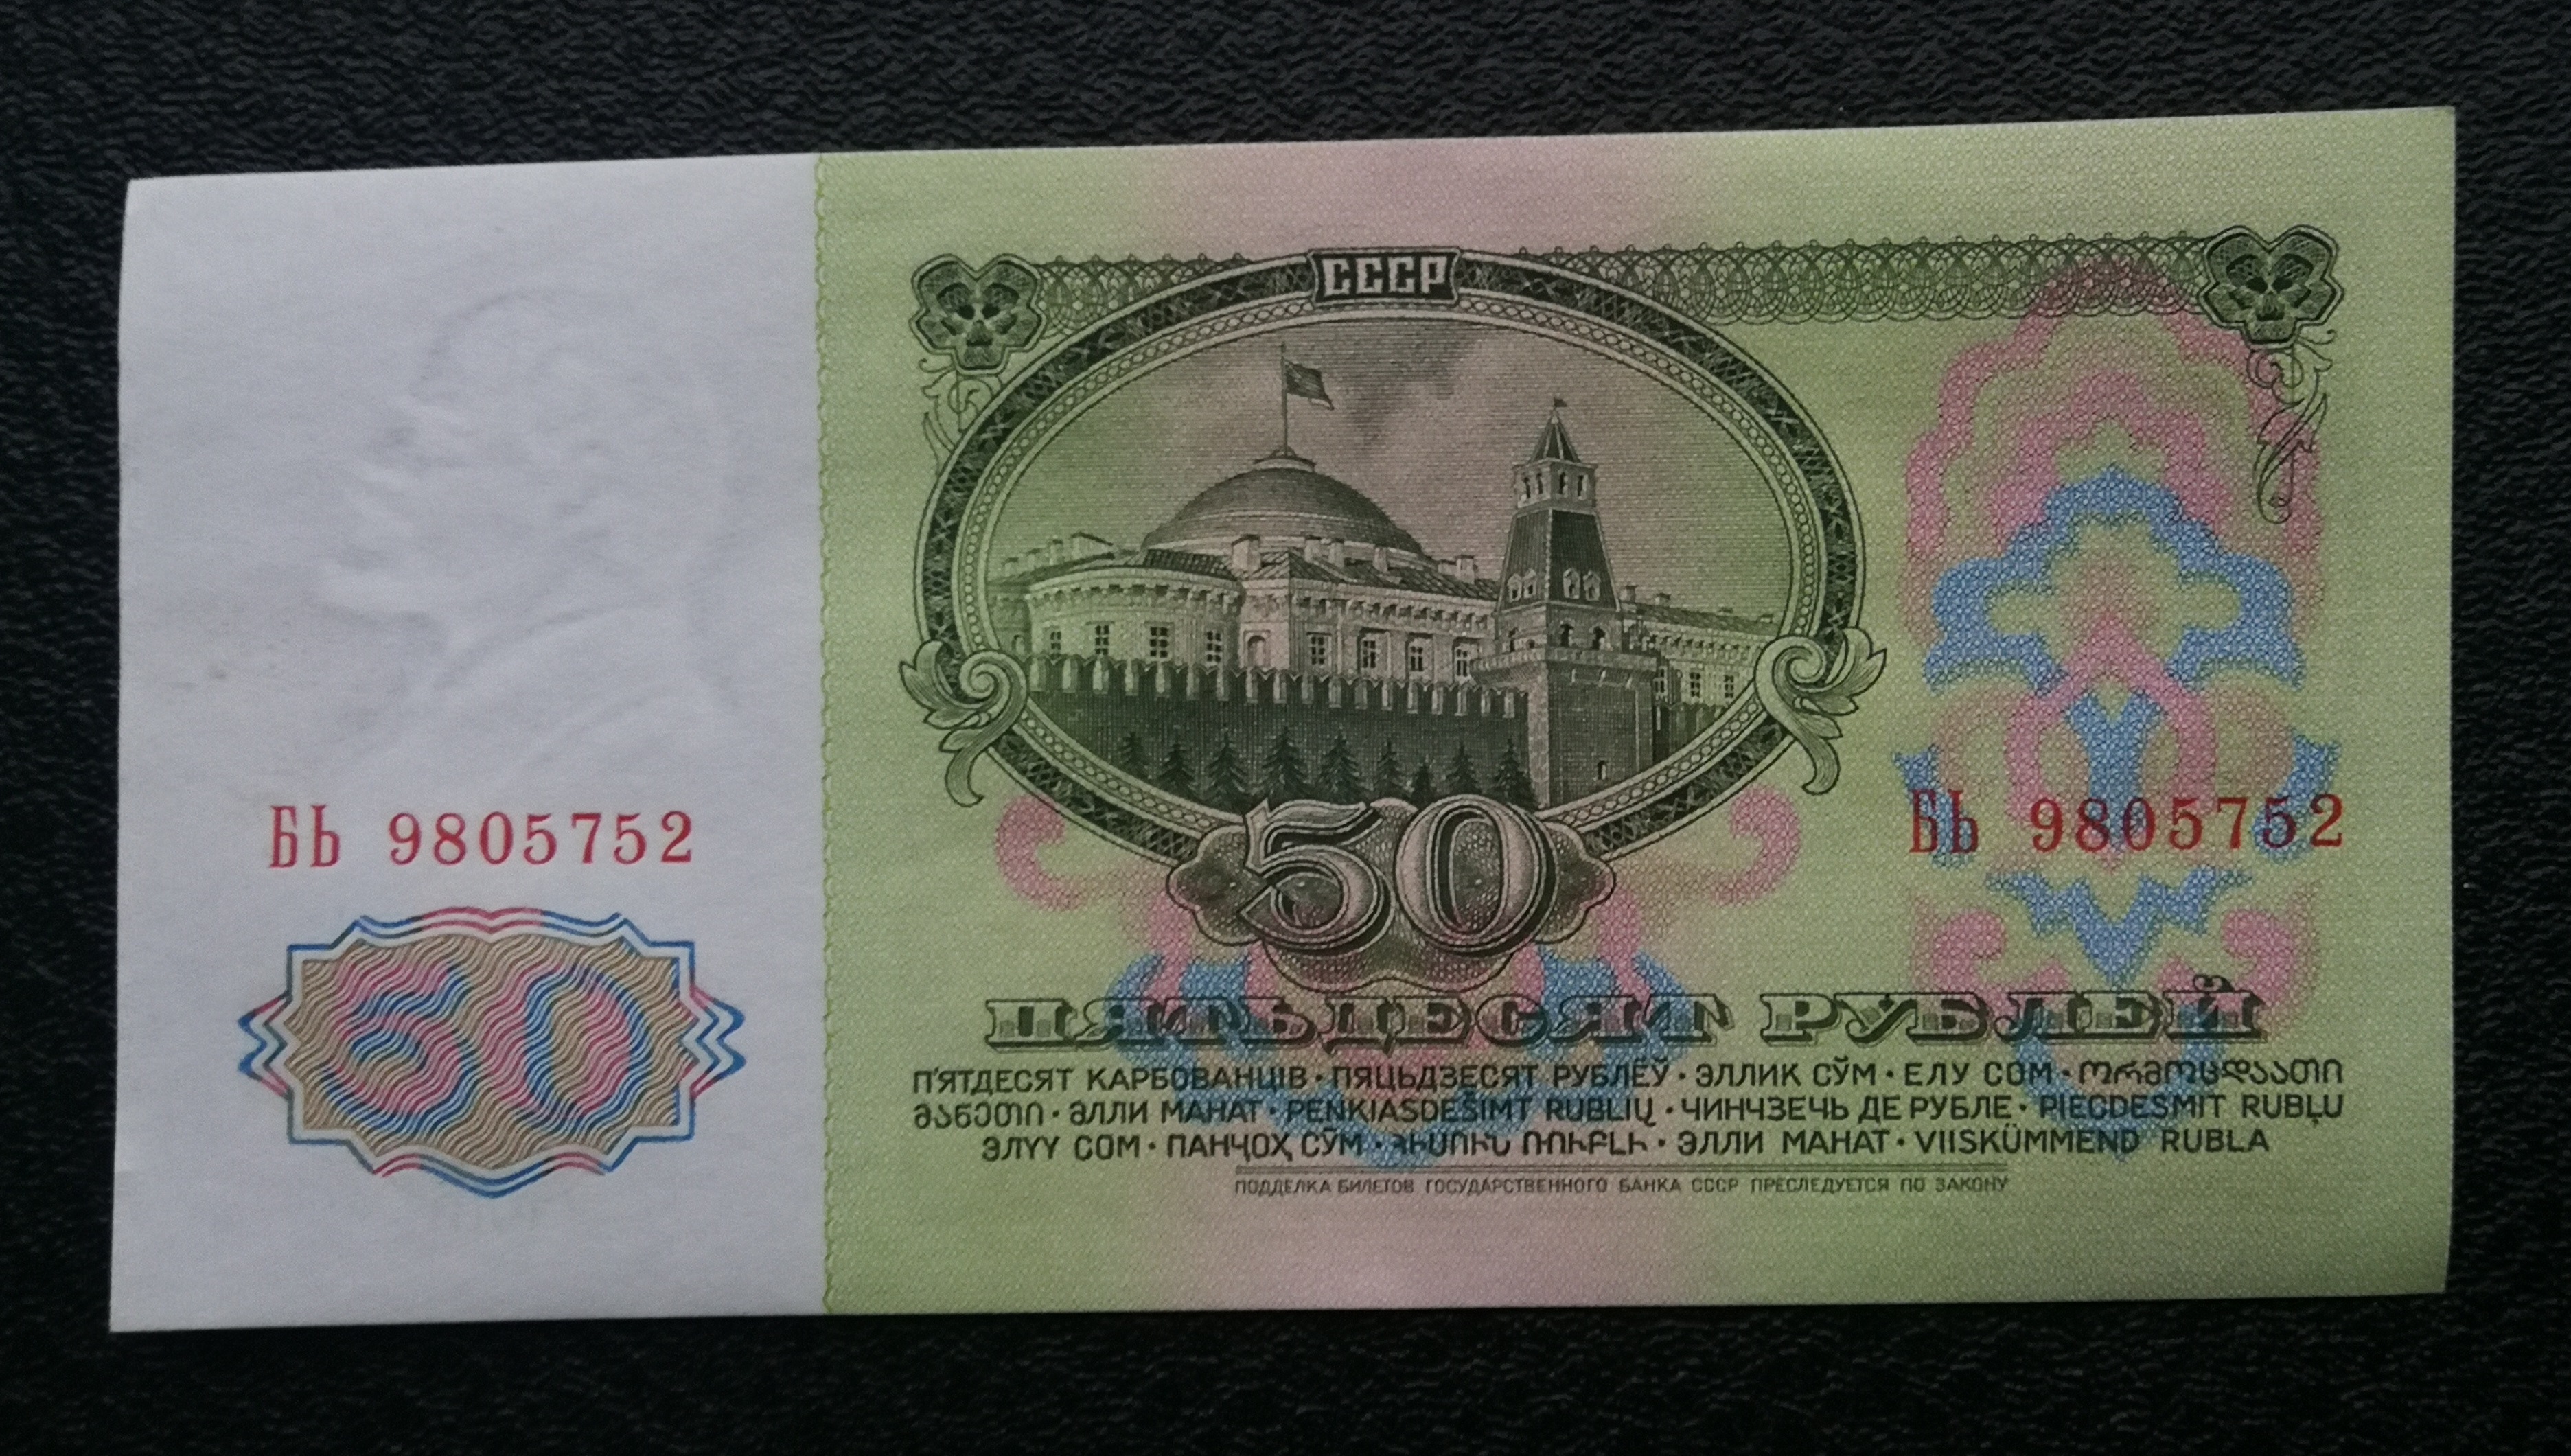 СССР
50
БЬ 9805752
БЬ 9805752
50
ПЯТЬДЕСЯТ РУБЛЕЙ
П'ЯТДЕСЯТ КАРБОВАНЦІВ · ПЯЦЬДЗЕСЯТ РУБЛЁЎ · ЭЛЛИК СЎМ · ЕЛУ СОМ · ორმოცდაათი
მანეთი · ӘЛЛИ МАНАТ · PENKIASDEŠIMT RUBLIŲ · ЧИНЧЗЕЧЬ ДЕ РУБЛЕ · PIECDESMIT RUBĻU
ЭЛҮҮ СОМ · ПАНҶОҲ СӮМ · ՀԻՍՈՒՆ ՌՈՒԲԼԻ · ЭЛЛИ МАНАТ · VIISKÜMMEND RUBLA
ПОДДЕЛКА БИЛЕТОВ ГОСУДАРСТВЕННОГО БАНКА СССР ПРЕСЛЕДУЕТСЯ ПО ЗАКОНУ